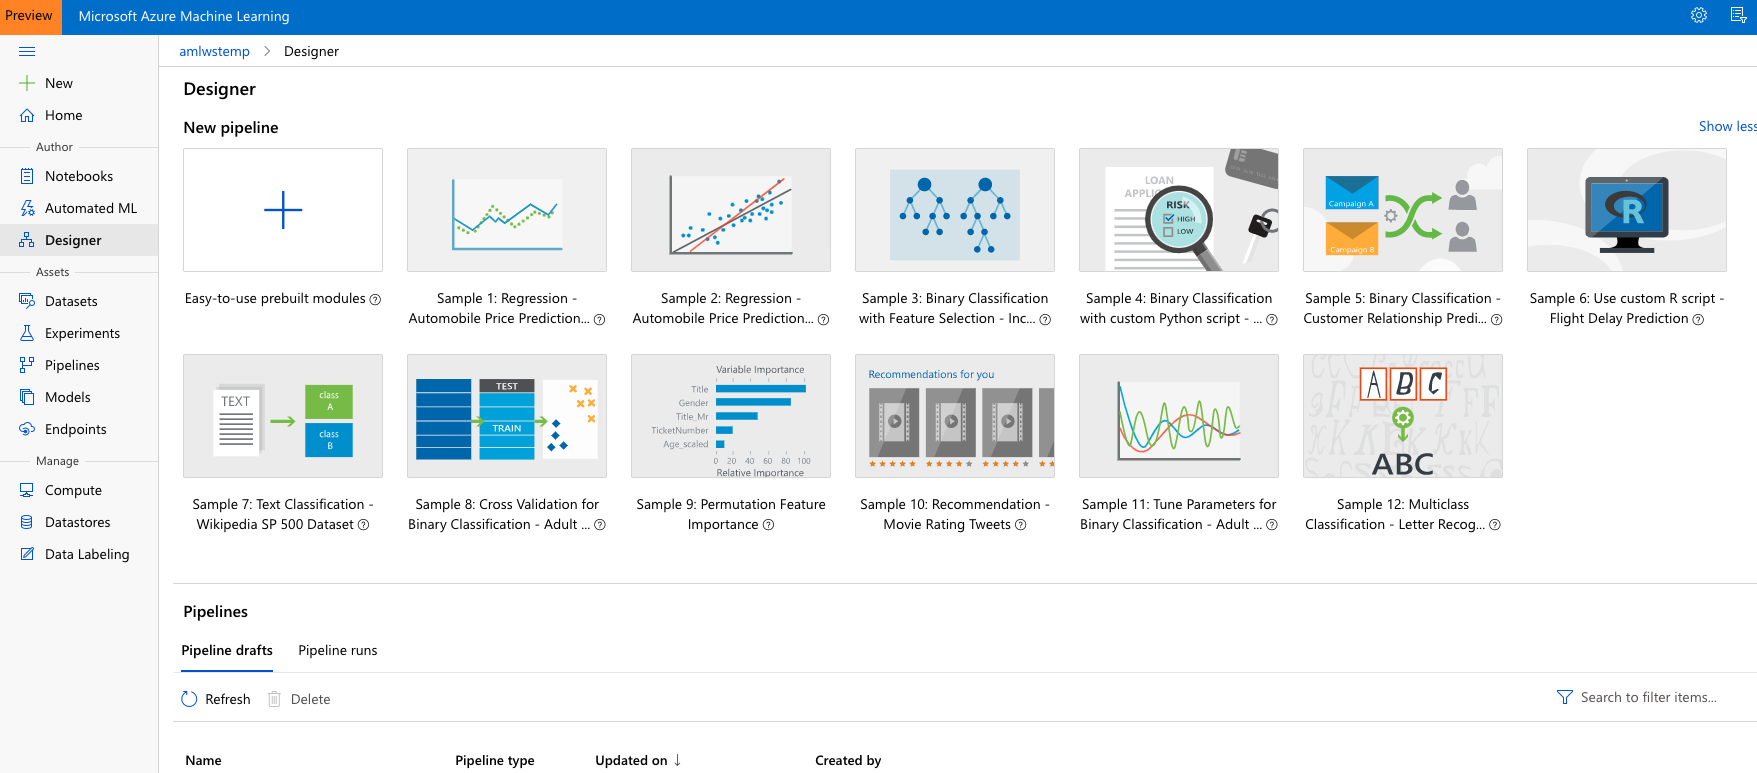 Preview
Microsoft Azure Machine Learning
amlwstemp > Designer
New
Home
Author
Notebooks
Automated ML
Designer
Assets
Datasets
Experiments
Pipelines
Models
Endpoints
Manage
Compute
Datastores
Data Labeling
Designer
New pipeline
Show less
Easy-to-use prebuilt modules
Sample 1: Regression -
Automobile Price Prediction...
Sample 2: Regression -
Automobile Price Prediction...
Sample 3: Binary Classification
with Feature Selection - Inc...
LOAN
RISK
HIGH
LOW
Sample 4: Binary Classification
with custom Python script - ...
Campaign A
Campaign B
Sample 5: Binary Classification -
Customer Relationship Predi...
R
Sample 6: Use custom R script -
Flight Delay Prediction
TEXT
class
A
class
B
Sample 7: Text Classification -
Wikipedia SP 500 Dataset
TEST
TRAIN
Sample 8: Cross Validation for
Binary Classification - Adult ...
Variable Importance
Title
Gender
Title_Mr
TicketNumber
Age_scaled
0 20 40 60 80 100
Relative Importance
Sample 9: Permutation Feature
Importance
Recommendations for you
Sample 10: Recommendation -
Movie Rating Tweets
Sample 11: Tune Parameters for
Binary Classification - Adult ...
A B C
ABC
Sample 12: Multiclass
Classification - Letter Recog...
Pipelines
Pipeline drafts
Pipeline runs
Refresh
Delete
Search to filter items...
Name Pipeline type Updated on ↓ Created by